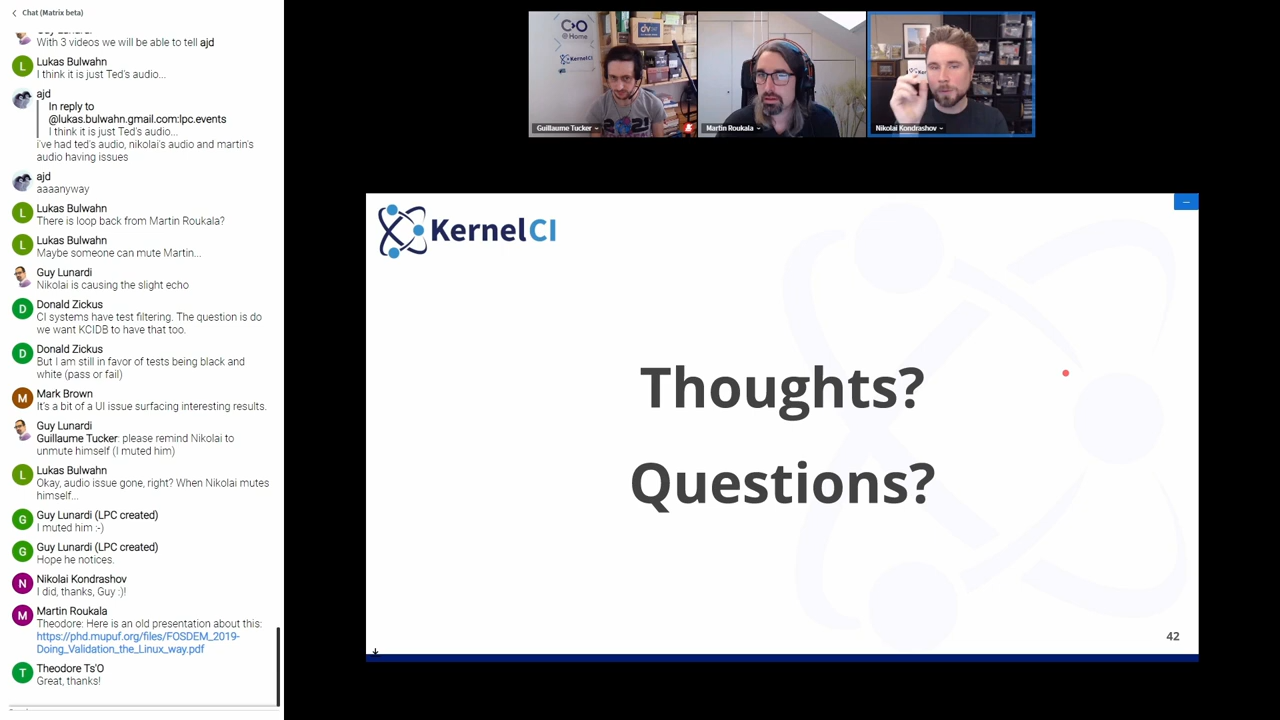 Chat (Matrix beta)
With 3 videos we will be able to tell ajd
L
Lukas Bulwahn
I think it is just Ted's audio...
ajd
In reply to
@lukas.bulwahn.gmail.com:lpc.events
I think it is just Ted's audio...
i've had ted's audio, nikolai's audio and martin's
audio having issues
ajd
aaaanyway
L
Lukas Bulwahn
There is loop back from Martin Roukala?
L
Lukas Bulwahn
Maybe someone can mute Martin...
Guy Lunardi
Nikolai is causing the slight echo
D
Donald Zickus
CI systems have test filtering. The question is do
we want KCIDB to have that too.
D
Donald Zickus
But I am still in favor of tests being black and
white (pass or fail)
M
Mark Brown
It's a bit of a UI issue surfacing interesting results.
Guy Lunardi
Guillaume Tucker: please remind Nikolai to
unmute himself (I muted him)
L
Lukas Bulwahn
Okay, audio issue gone, right? When Nikolai mutes
himself...
G
Guy Lunardi (LPC created)
I muted him :-)
G
Guy Lunardi (LPC created)
Hope he notices.
N
Nikolai Kondrashov
I did, thanks, Guy :)!
M
Martin Roukala
Theodore: Here is an old presentation about this:
https://phd.mupuf.org/files/FOSDEM_2019-
Doing_Validation_the_Linux_way.pdf
T
Theodore Ts'O
Great, thanks!
@Home
KernelCI
2021
Guillaume Tucker
Martin Roukala
Nikolai Kondrashov
KernelCI
Thoughts?
Questions?
42